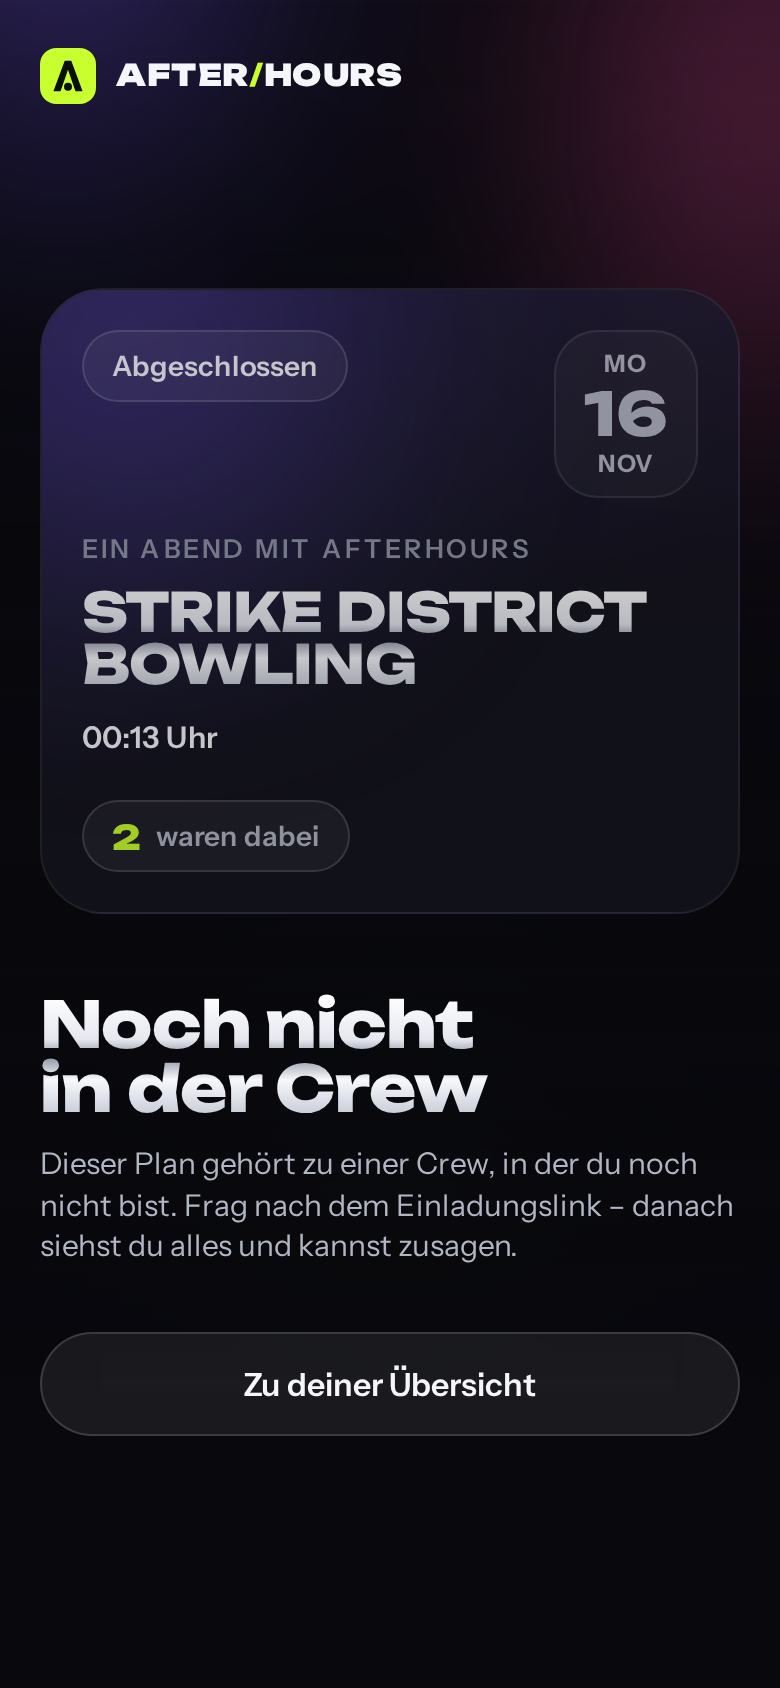 AFTER/HOURS
Abgeschlossen
MO
16
NOV
EIN ABEND MIT AFTERHOURS
STRIKE DISTRICT
BOWLING
00:13 Uhr
2 waren dabei
Noch nicht
in der Crew
Dieser Plan gehört zu einer Crew, in der du noch
nicht bist. Frag nach dem Einladungslink – danach
siehst du alles und kannst zusagen.
Zu deiner Übersicht